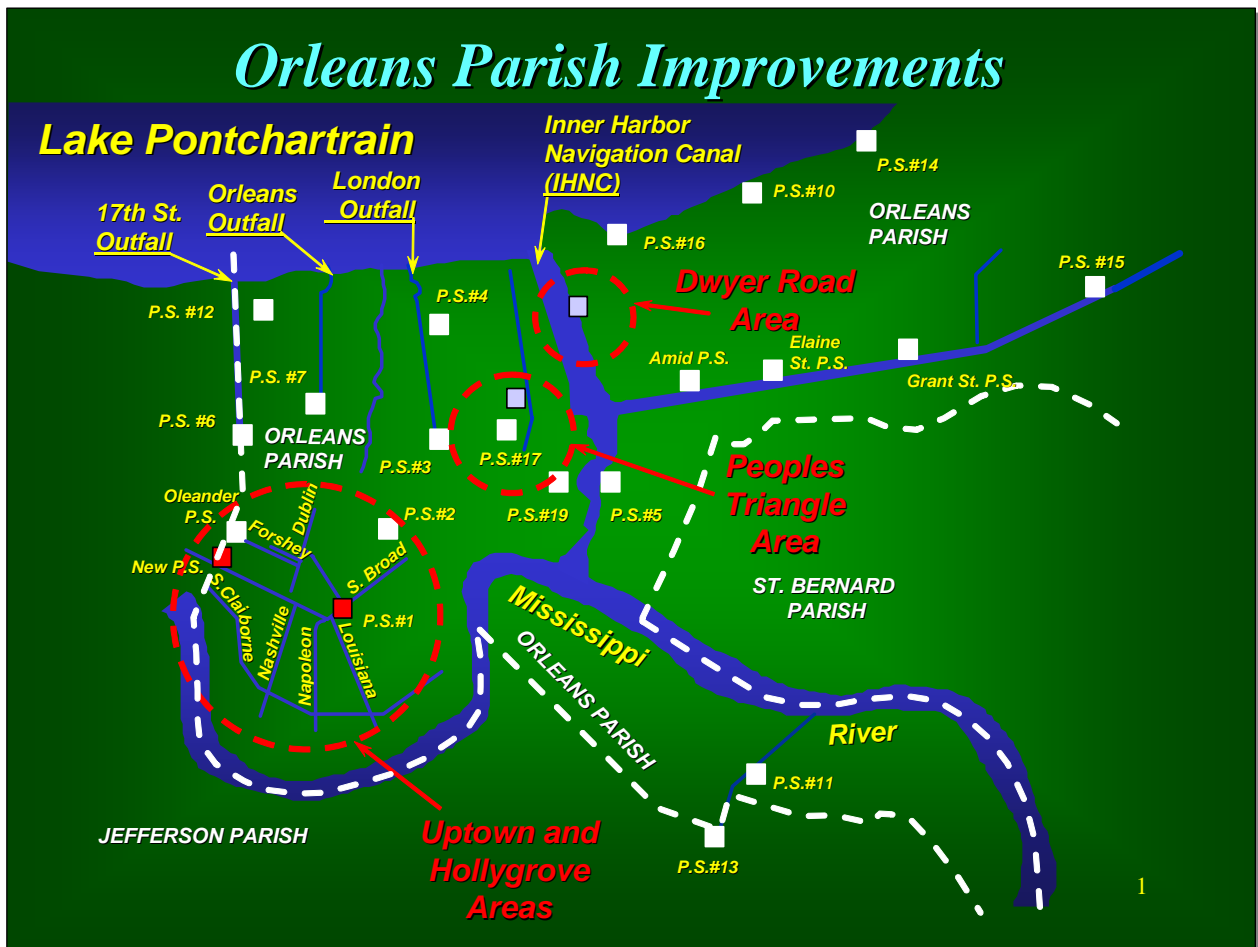 Orleans Parish Improvements
Lake Pontchartrain
Inner Harbor
Navigation Canal
(IHNC)
17th St.
Outfall
Orleans
Outfall
London
Outfall
P.S.#14
P.S.#10
ORLEANS
PARISH
P.S.#16
P.S. #15
P.S. #12
P.S.#4
Dwyer Road
Area
Amid P.S.
Elaine
St. P.S.
Grant St. P.S.
P.S. #7
P.S. #6
ORLEANS
PARISH
P.S.#3
P.S.#17
Peoples
Triangle
Area
Oleander
P.S.
Forshey
Dublin
P.S.#2
P.S.#19
P.S.#5
New P.S.
S.Claiborne
Nashville
Napoleon
Louisiana
S. Broad
P.S.#1
Mississippi
ST. BERNARD
PARISH
ORLEANS PARISH
River
P.S.#11
P.S.#13
JEFFERSON PARISH
Uptown and
Hollygrove
Areas
1